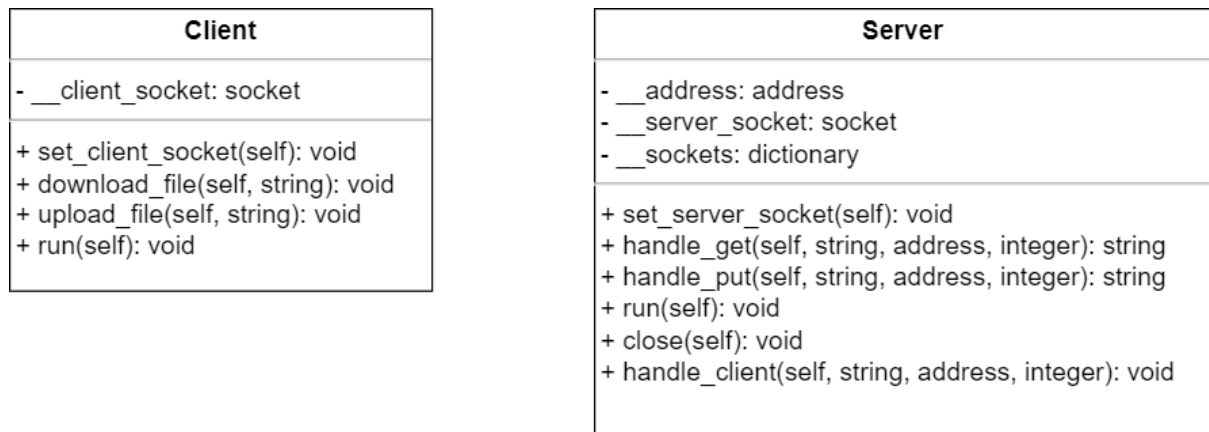 Client
- __client_socket: socket
+ set_client_socket(self): void
+ download_file(self, string): void
+ upload_file(self, string): void
+ run(self): void
Server
- __address: address
- __server_socket: socket
- __sockets: dictionary
+ set_server_socket(self): void
+ handle_get(self, string, address, integer): string
+ handle_put(self, string, address, integer): string
+ run(self): void
+ close(self): void
+ handle_client(self, string, address, integer): void